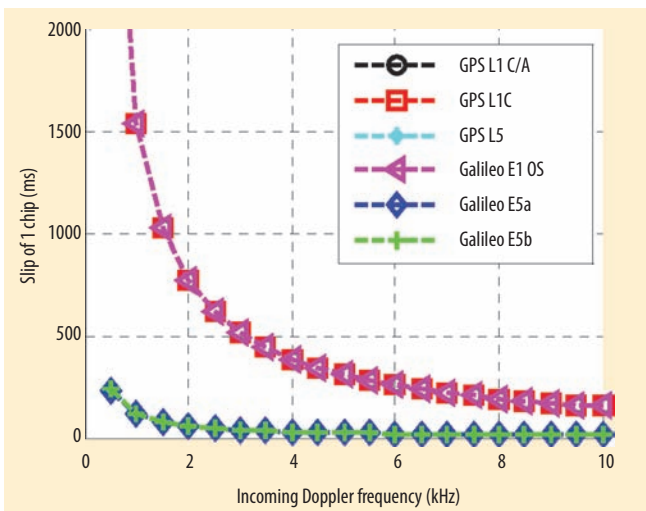 2000
1500
1000
500
0
Slip of 1 chip (ms)
GPS L1 C/A
GPS L1C
GPS L5
Galileo E1 OS
Galileo E5a
Galileo E5b
0 2 4 6 8 10
Incoming Doppler frequency (kHz)